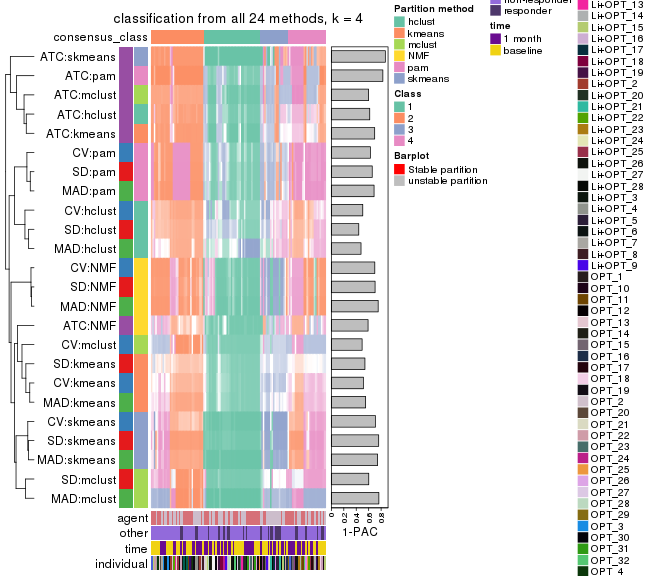 classification from all 24 methods, k = 4
consensus_class
ATC:skmeans
ATC:pam
ATC:mclust
ATC:hclust
ATC:kmeans
CV:pam
SD:pam
MAD:pam
CV:hclust
SD:hclust
MAD:hclust
CV:NMF
SD:NMF
MAD:NMF
ATC:NMF
CV:mclust
SD:kmeans
CV:kmeans
MAD:kmeans
CV:skmeans
SD:skmeans
MAD:skmeans
SD:mclust
MAD:mclust
agent
other
time
individual
0
0.2
0.4
0.6
0.8
1-PAC
Partition method
hclust
kmeans
mclust
NMF
pam
skmeans
Class
1
2
3
4
Barplot
Stable partition
unstable partition
responder
time
1 month
baseline
Li+OPT_13
Li+OPT_14
Li+OPT_15
Li+OPT_16
Li+OPT_17
Li+OPT_18
Li+OPT_19
Li+OPT_2
Li+OPT_20
Li+OPT_21
Li+OPT_22
Li+OPT_23
Li+OPT_24
Li+OPT_25
Li+OPT_26
Li+OPT_27
Li+OPT_28
Li+OPT_3
Li+OPT_4
Li+OPT_5
Li+OPT_6
Li+OPT_7
Li+OPT_8
Li+OPT_9
OPT_1
OPT_10
OPT_11
OPT_12
OPT_13
OPT_14
OPT_15
OPT_16
OPT_17
OPT_18
OPT_19
OPT_2
OPT_20
OPT_21
OPT_22
OPT_23
OPT_24
OPT_25
OPT_26
OPT_27
OPT_28
OPT_29
OPT_3
OPT_30
OPT_31
OPT_32
OPT_4